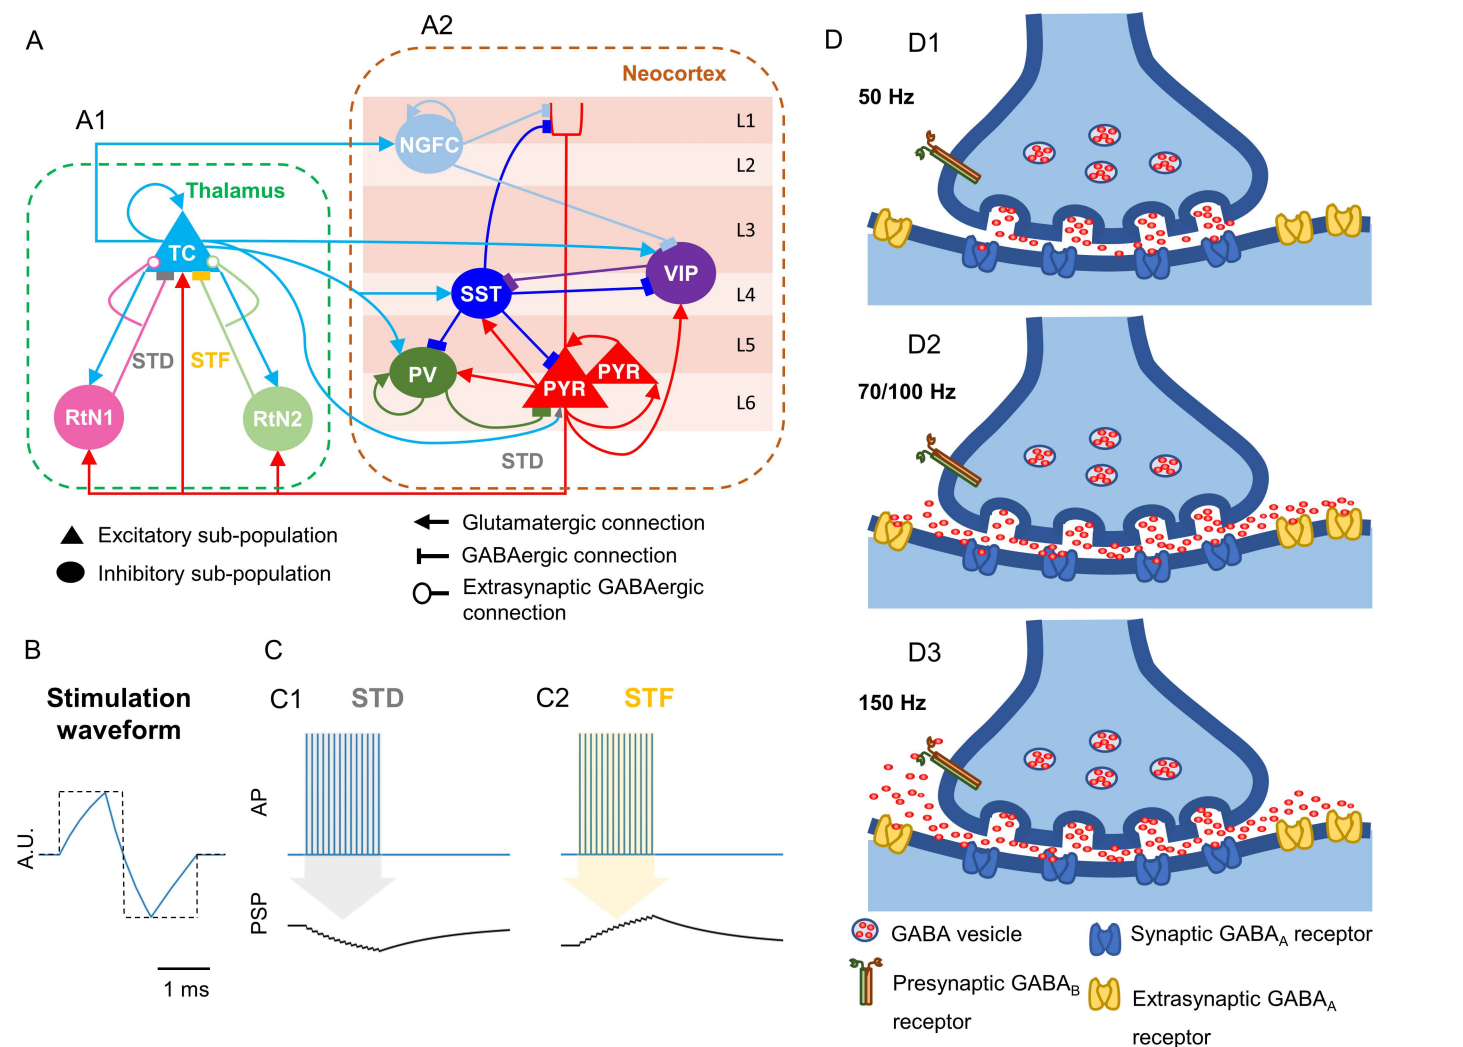 A
A1
A2
Neocortex
Thalamus
NGFC
L1
L2
L3
L4
L5
L6
TC
VIP
SST
PV
PYR
PYR
STD
STF
RtN1
RtN2
STD
Excitatory sub-population
Inhibitory sub-population
Glutamatergic connection
GABAergic connection
Extrasynaptic GABAergic
connection
B
Stimulation
waveform
A.U.
1 ms
C
C1
STD
C2
STF
AP
PSP
D
D1
50 Hz
D2
70/100 Hz
D3
150 Hz
GABA vesicle
Synaptic GABA_A receptor
Presynaptic GABA_B
receptor
Extrasynaptic GABA_A
receptor